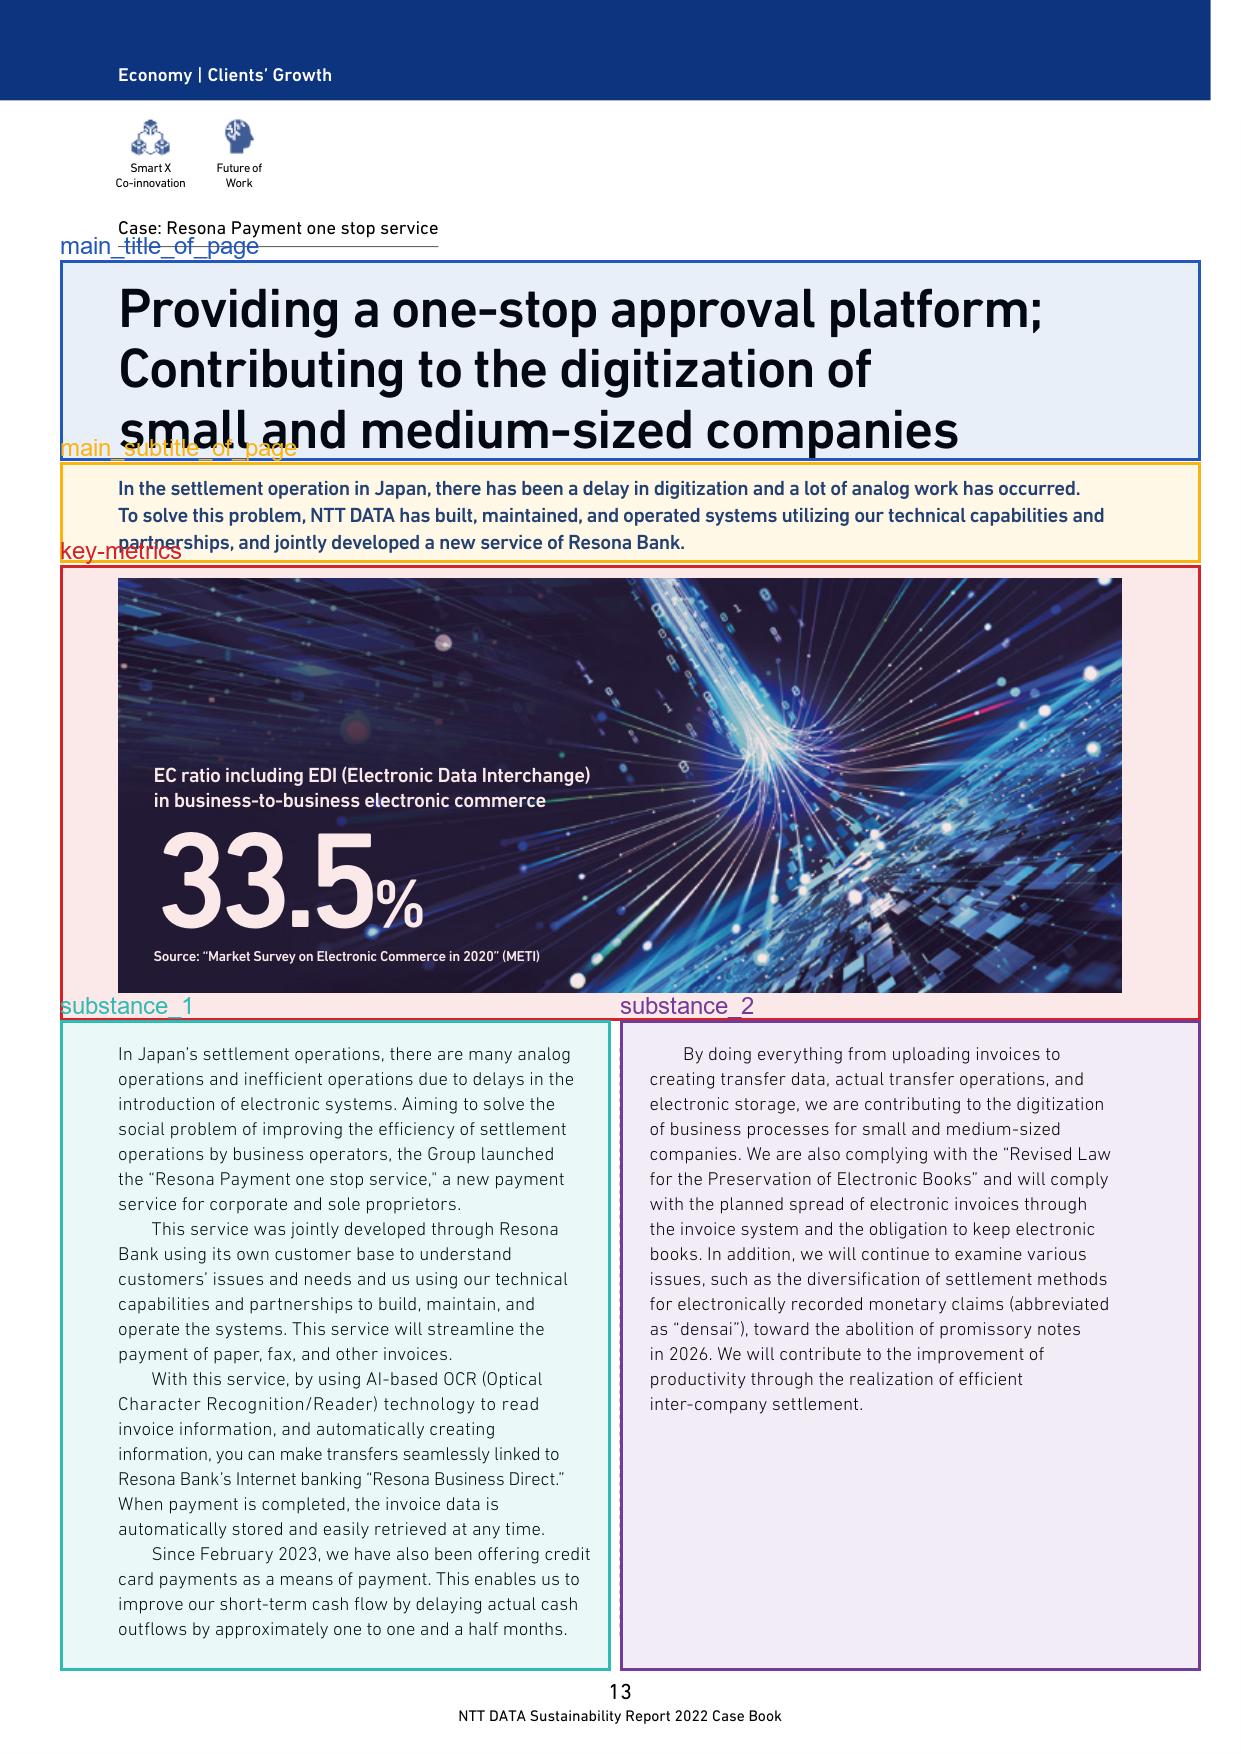 Economy | Clients’ Growth
Smart X
Co-innovation
Future of
Work
Case: Resona Payment one stop service
main_title_of_page
Providing a one-stop approval platform;
Contributing to the digitization of
small and medium-sized companies
main_subtitle_of_page
In the settlement operation in Japan, there has been a delay in digitization and a lot of analog work has occurred.
To solve this problem, NTT DATA has built, maintained, and operated systems utilizing our technical capabilities and
partnerships, and jointly developed a new service of Resona Bank.
key-metrics
EC ratio including EDI (Electronic Data Interchange)
in business-to-business electronic commerce
33.5%
Source: “Market Survey on Electronic Commerce in 2020” (METI)
substance_1
In Japan’s settlement operations, there are many analog
operations and inefficient operations due to delays in the
introduction of electronic systems. Aiming to solve the
social problem of improving the efficiency of settlement
operations by business operators, the Group launched
the “Resona Payment one stop service," a new payment
service for corporate and sole proprietors.
This service was jointly developed through Resona
Bank using its own customer base to understand
customers’ issues and needs and us using our technical
capabilities and partnerships to build, maintain, and
operate the systems. This service will streamline the
payment of paper, fax, and other invoices.
With this service, by using AI-based OCR (Optical
Character Recognition/Reader) technology to read
invoice information, and automatically creating
information, you can make transfers seamlessly linked to
Resona Bank’s Internet banking “Resona Business Direct.”
When payment is completed, the invoice data is
automatically stored and easily retrieved at any time.
Since February 2023, we have also been offering credit
card payments as a means of payment. This enables us to
improve our short-term cash flow by delaying actual cash
outflows by approximately one to one and a half months.
substance_2
By doing everything from uploading invoices to
creating transfer data, actual transfer operations, and
electronic storage, we are contributing to the digitization
of business processes for small and medium-sized
companies. We are also complying with the “Revised Law
for the Preservation of Electronic Books” and will comply
with the planned spread of electronic invoices through
the invoice system and the obligation to keep electronic
books. In addition, we will continue to examine various
issues, such as the diversification of settlement methods
for electronically recorded monetary claims (abbreviated
as “densai”), toward the abolition of promissory notes
in 2026. We will contribute to the improvement of
productivity through the realization of efficient
inter-company settlement.
13
NTT DATA Sustainability Report 2022 Case Book